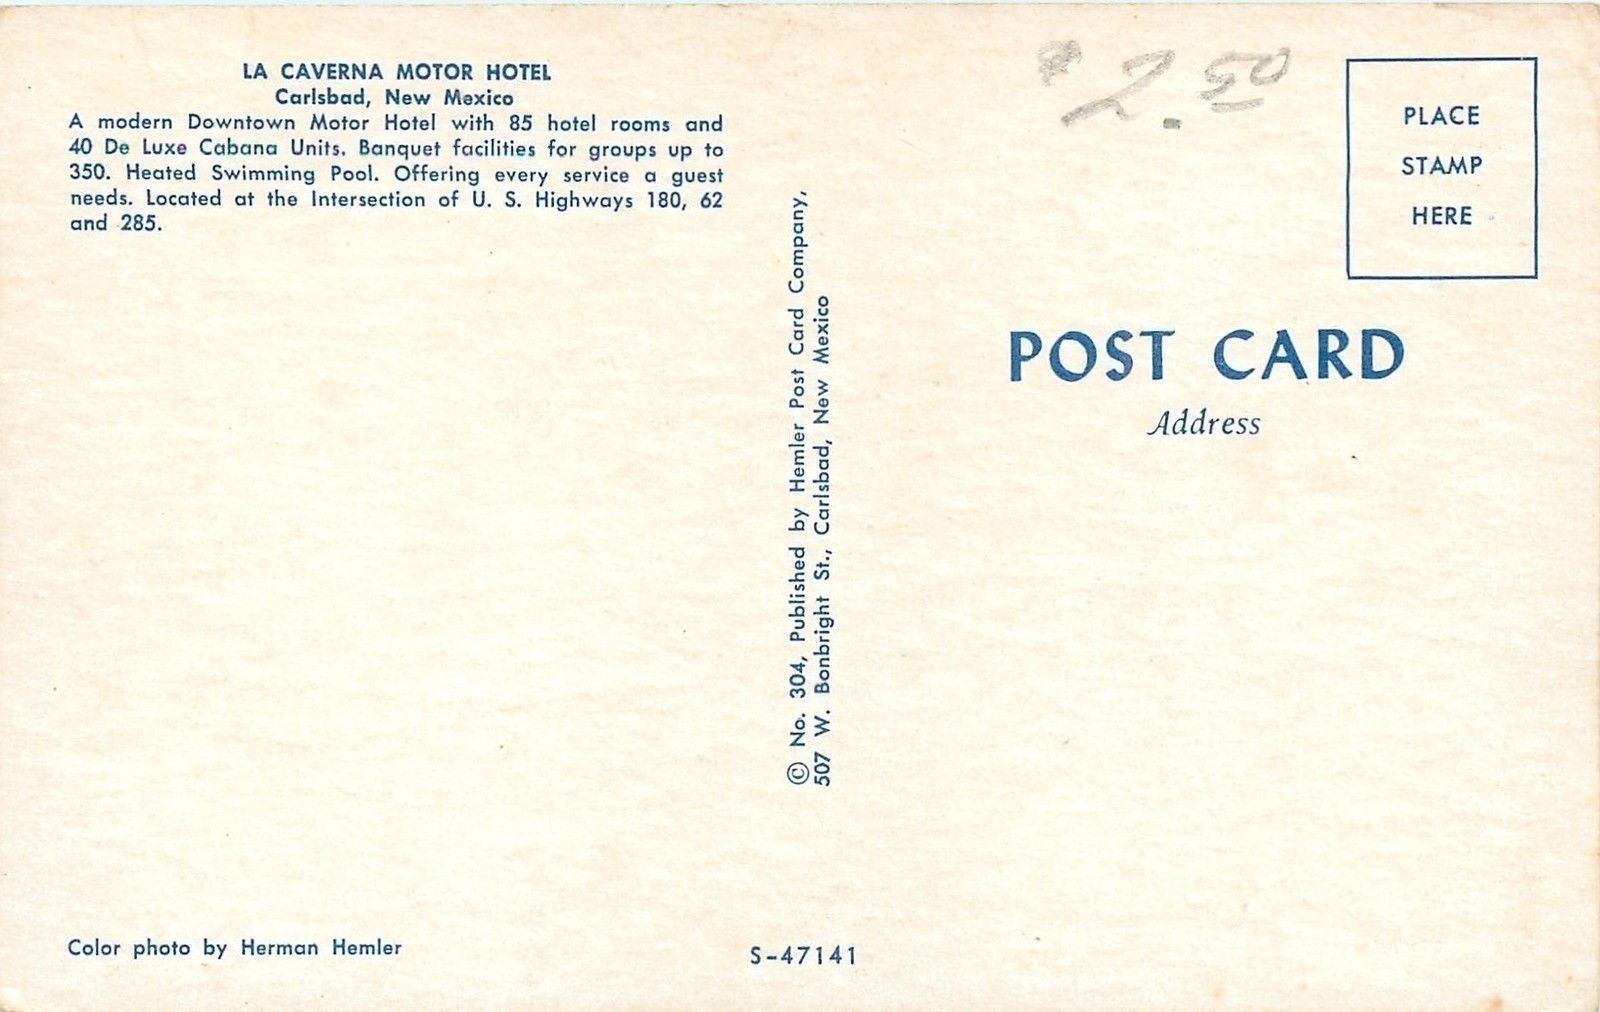 LA CAVERNA MOTOR HOTEL
Carlsbad, New Mexico
A modern Downtown Motor Hotel with 85 hotel rooms and
40 De Luxe Cabana Units. Banquet facilities for groups up to
350. Heated Swimming Pool. Offering every service a guest
needs. Located at the Intersection of U. S. Highways 180, 62
and 285.
Color photo by Herman Hemler
© No. 304, Published by Hemler Post Card Company,
507 W. Bonbright St., Carlsbad, New Mexico
S-47141
$2.50
PLACE
STAMP
HERE
POST CARD
Address